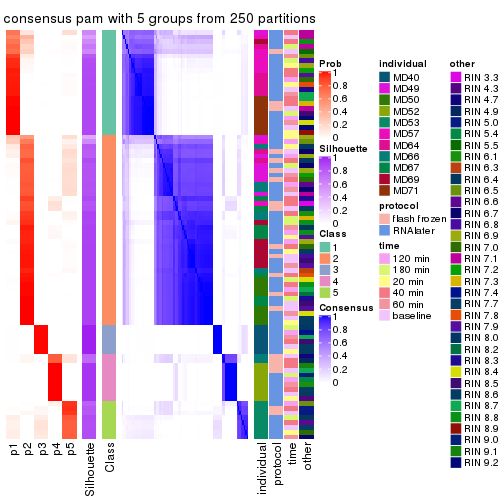 consensus pam with 5 groups from 250 partitions
p1
p2
p3
p4
p5
Silhouette
Class
individual
protocol
time
other
Prob
1
0.8
0.6
0.4
0.2
0
Silhouette
1
0.8
0.6
0.4
0.2
0
Class
1
2
3
4
5
Consensus
1
0.8
0.6
0.4
0.2
0
individual
MD40
MD49
MD50
MD52
MD53
MD57
MD64
MD66
MD67
MD69
MD71
protocol
flash frozen
RNAlater
time
120 min
180 min
20 min
40 min
60 min
baseline
other
RIN 3.3
RIN 4.3
RIN 4.7
RIN 4.9
RIN 5.0
RIN 5.4
RIN 5.5
RIN 6.1
RIN 6.3
RIN 6.4
RIN 6.5
RIN 6.6
RIN 6.7
RIN 6.8
RIN 6.9
RIN 7.0
RIN 7.1
RIN 7.2
RIN 7.3
RIN 7.4
RIN 7.7
RIN 7.8
RIN 7.9
RIN 8.0
RIN 8.2
RIN 8.3
RIN 8.4
RIN 8.5
RIN 8.6
RIN 8.7
RIN 8.8
RIN 8.9
RIN 9.0
RIN 9.1
RIN 9.2